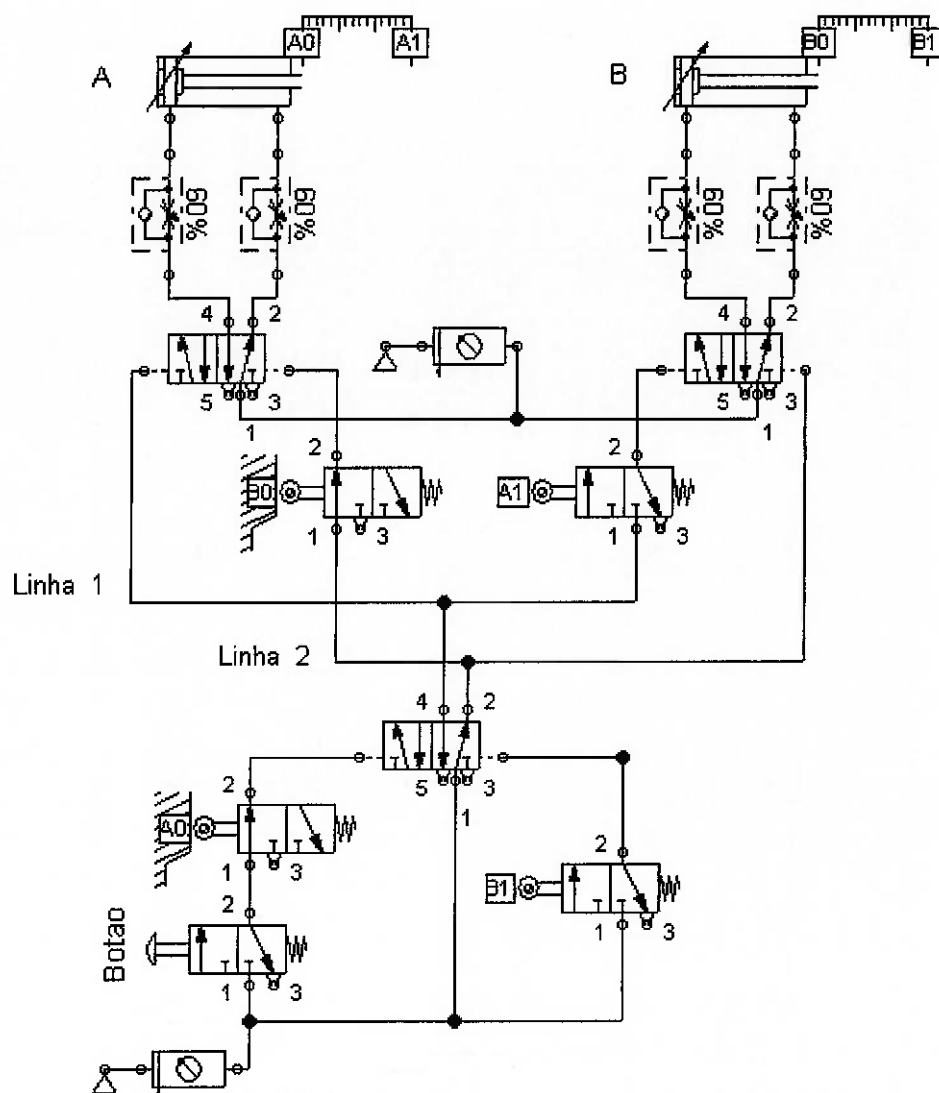 A0 A1 B0 B1
A B
60% 60% 60% 60%
4 2 4 2
5 3 5 3
1 1
2 2
B0 A1
1 3 1 3
Linha 1
Linha 2
4 2
5 3
1
2
A0
1 3
2
B1
1 3
2
Botao
1 3